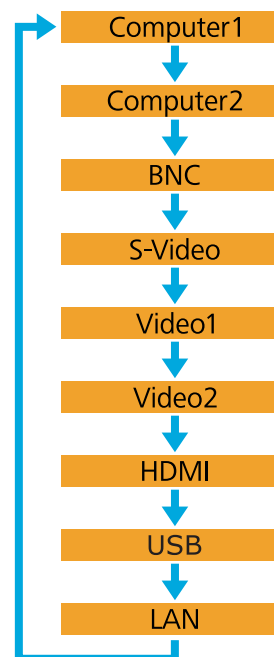 Computer1
Computer2
BNC
S-Video
Video1
Video2
HDMI
USB
LAN